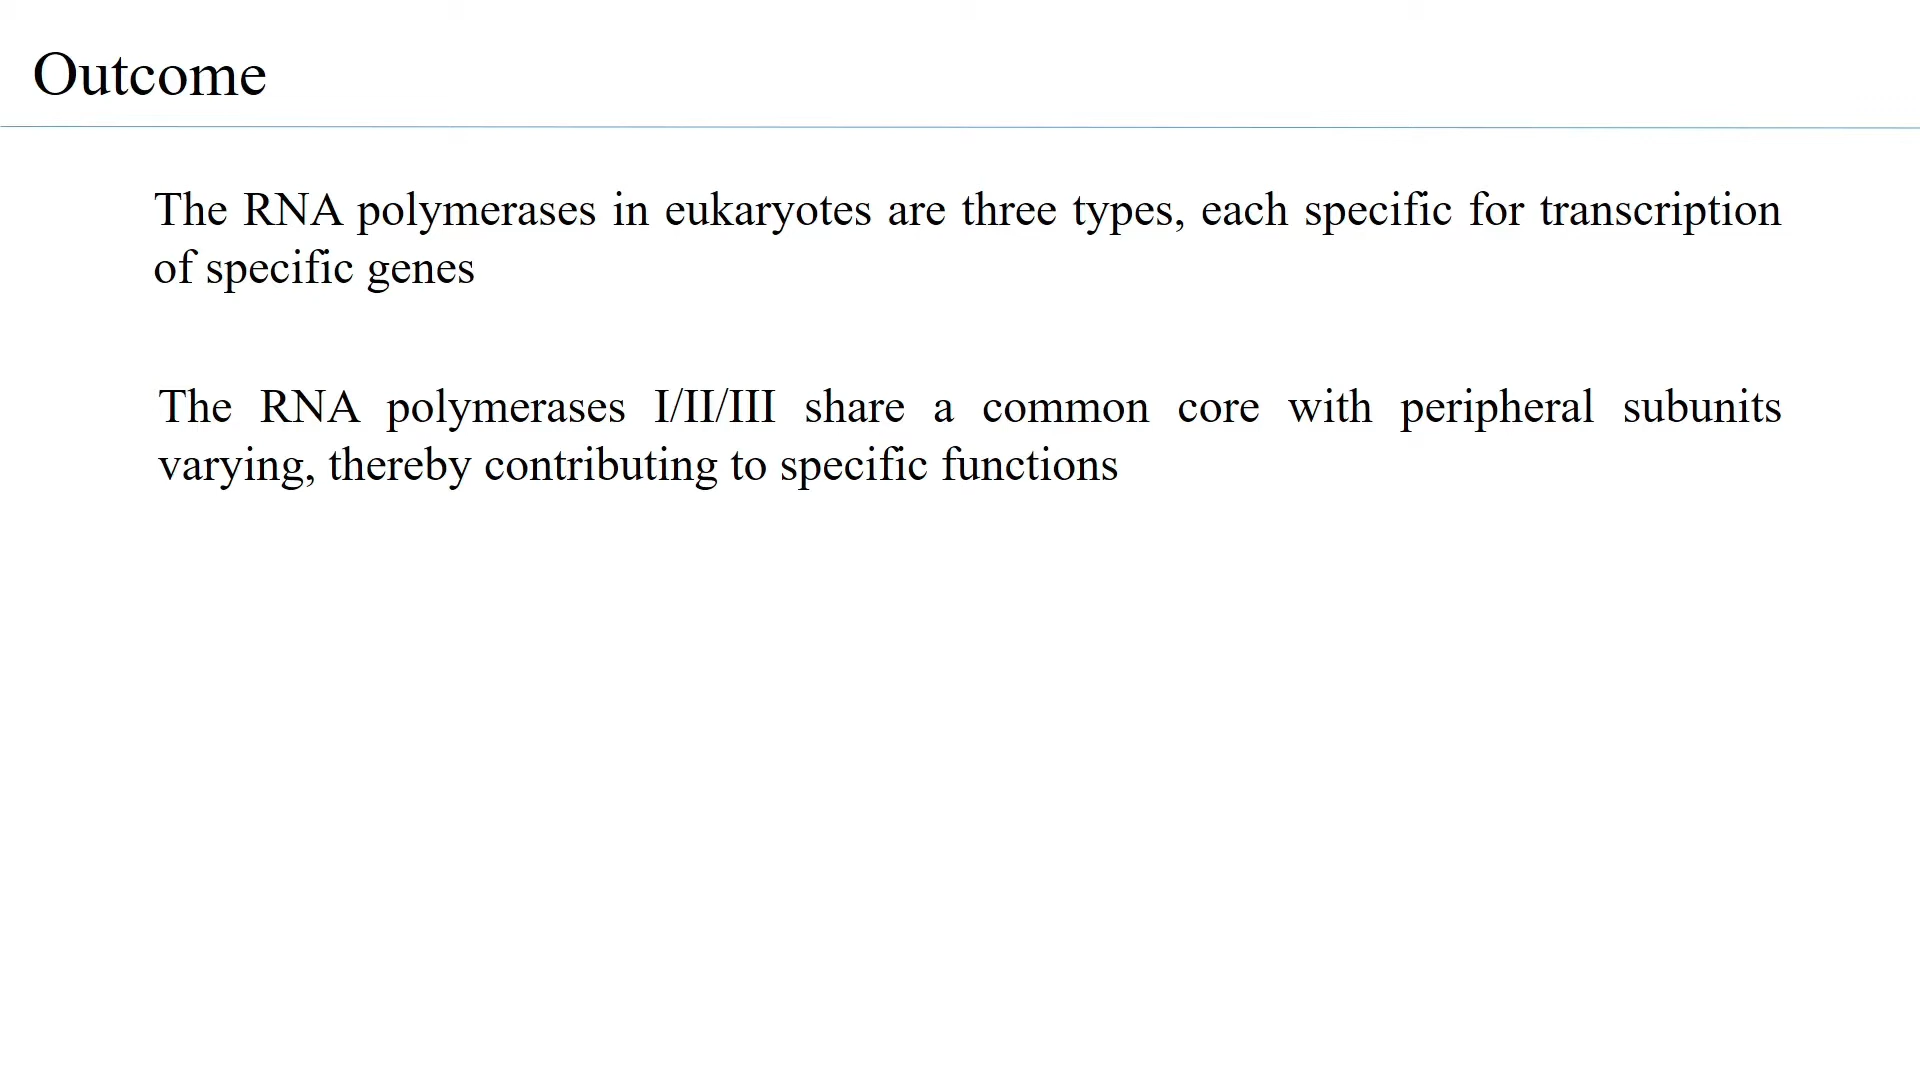 Outcome
The RNA polymerases in eukaryotes are three types, each specific for transcription
of specific genes
The RNA polymerases I/II/III share a common core with peripheral subunits
varying, thereby contributing to specific functions